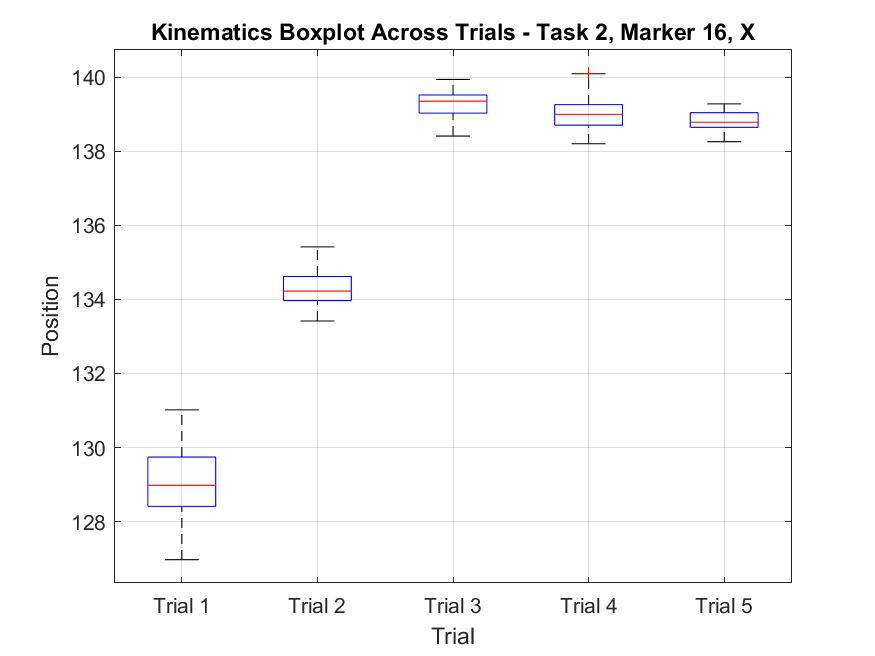 Kinematics Boxplot Across Trials - Task 2, Marker 16, X
140
138
136
134
132
130
128
Position
Trial 1 Trial 2 Trial 3 Trial 4 Trial 5
Trial